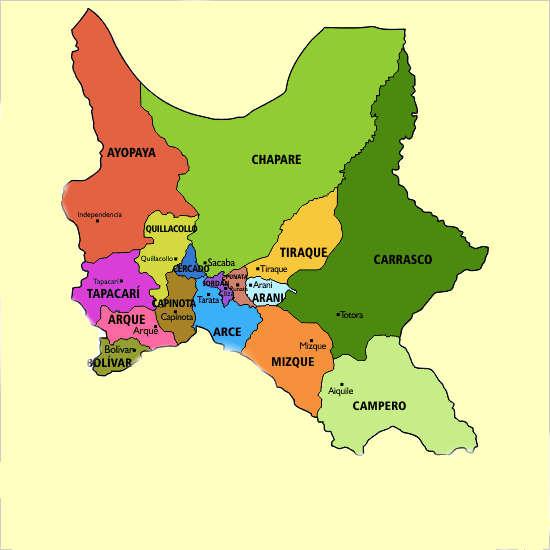 AYOPAYA
CHAPARE
Independencia
QUILLACOLLO
TIRAQUE
Quillacollo
Sacaba
CARRASCO
CERCADO
Tiraque
PUNATA
Tapacarí
JORDÁN
Arani
Punata
Cliza
TAPACARÍ
ARANI
Tarata
CAPINOTA
Capinota
ARQUE
Totora
Arque
ARCE
Mizque
Bolívar
BOLÍVAR
MIZQUE
Aiquile
CAMPERO